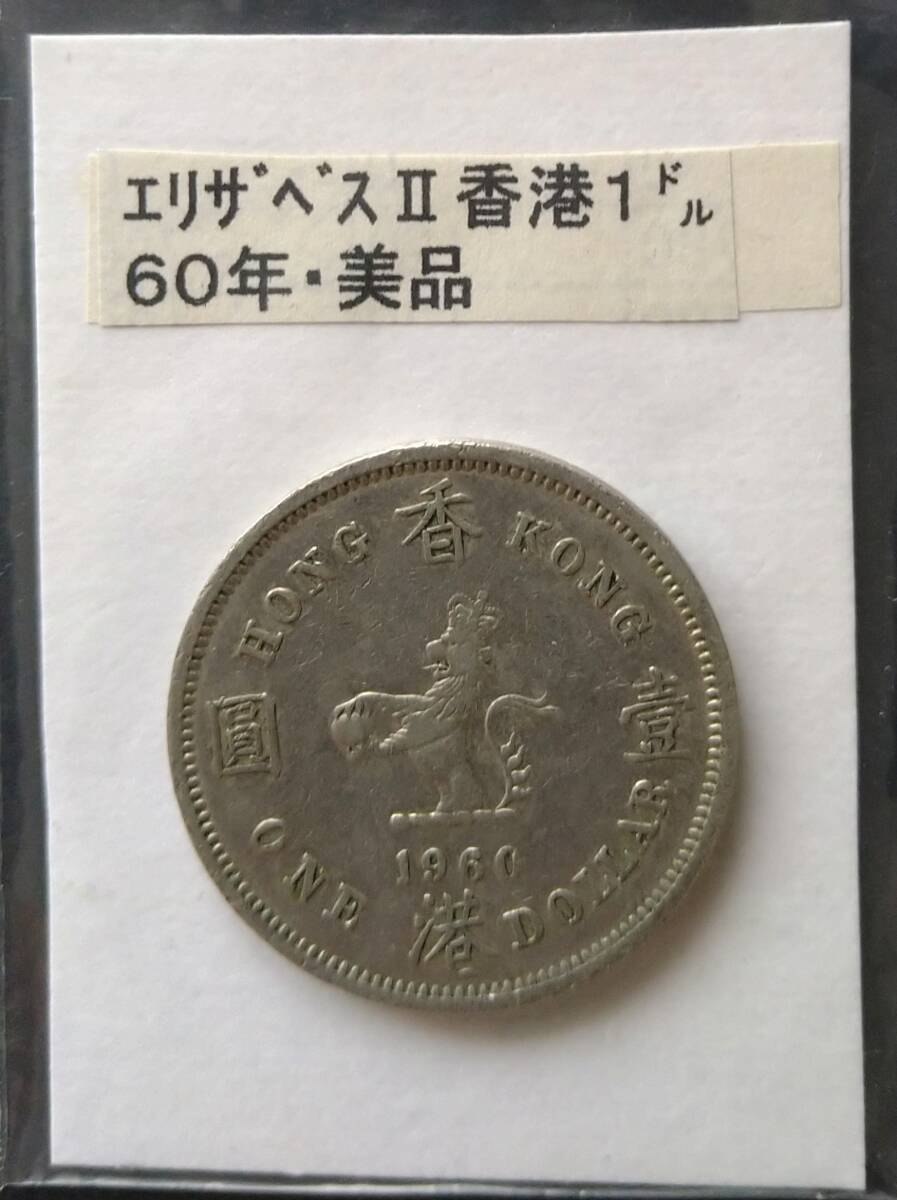 ｴﾘｻﾞﾍﾞｽⅡ香港1㌦
60年・美品
HONG 香 KONG
圓 壹
1960
ONE 港 DOLLAR